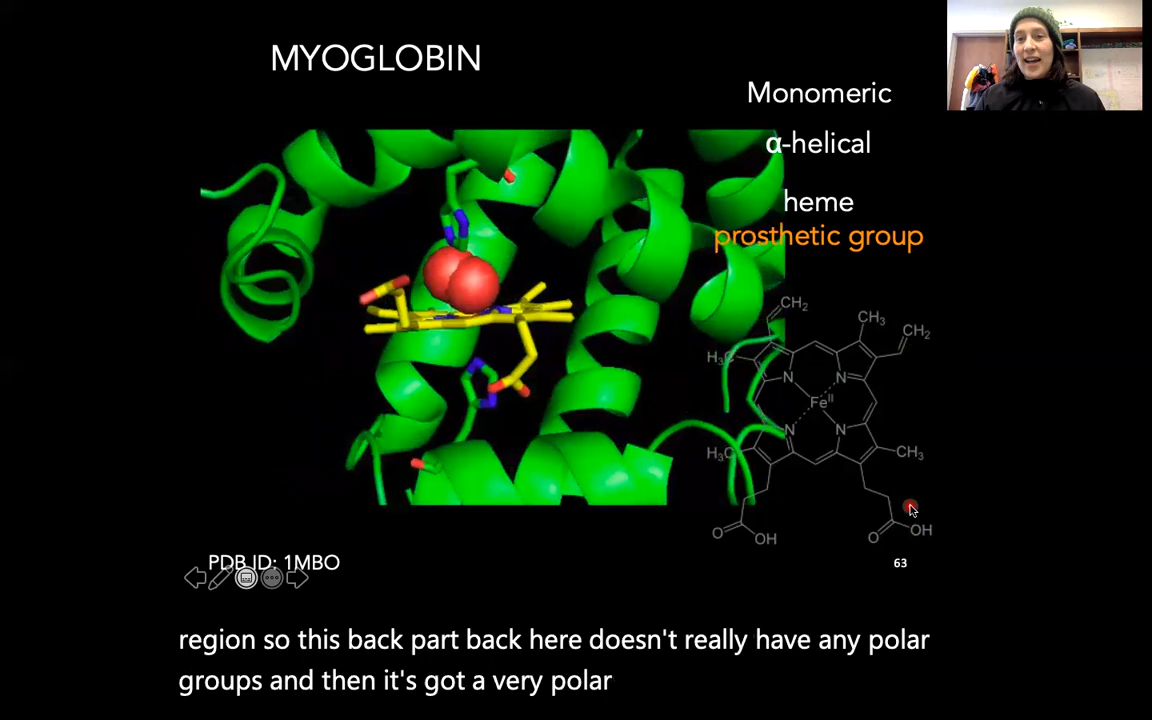 MYOGLOBIN
Monomeric
α-helical
heme
prosthetic group
CH₂
CH₃
CH₂
H₃C
N
N
Feᴵᴵ
N
N
H₃C
CH₃
O
OH
O
OH
PDB ID: 1MBO
63
region so this back part back here doesn't really have any polar
groups and then it's got a very polar